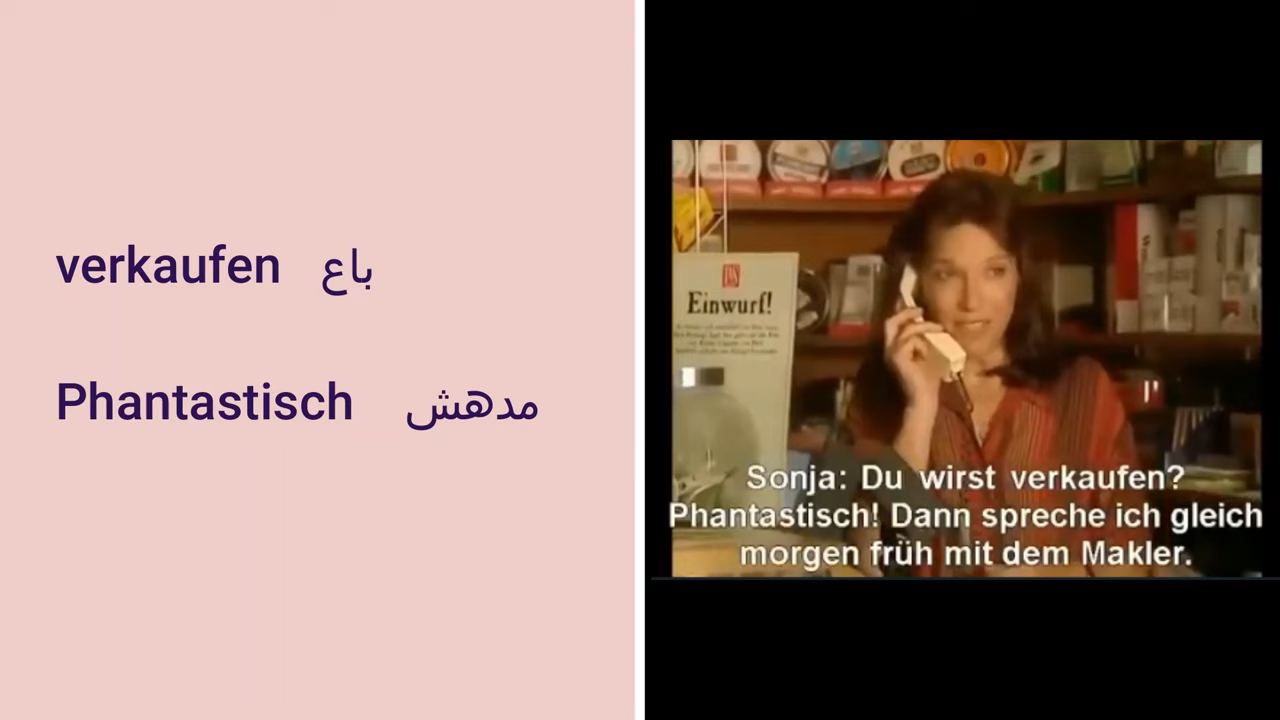 verkaufen باع
Phantastisch مدهش
Einwurf!
Sonja: Du wirst verkaufen?
Phantastisch! Dann spreche ich gleich
morgen früh mit dem Makler.